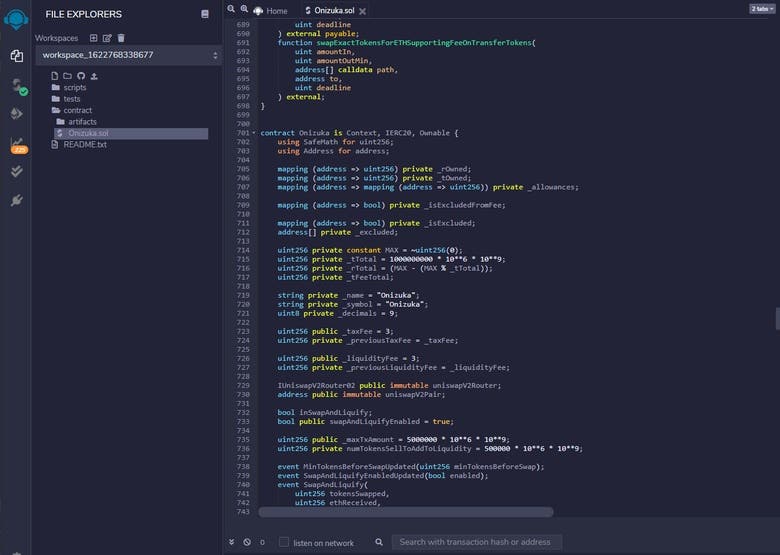 FILE EXPLORERS
Workspaces
workspace_1622768338677
scripts
tests
contract
artifacts
Onizuka.sol
README.txt
225
Home
Onizuka.sol
2 tabs
689 uint deadline
690 ) external payable;
691 function swapExactTokensForETHSupportingFeeOnTransferTokens(
692 uint amountIn,
693 uint amountOutMin,
694 address[] calldata path,
695 address to,
696 uint deadline
697 ) external;
698 }
699
700
701 contract Onizuka is Context, IERC20, Ownable {
702 using SafeMath for uint256;
703 using Address for address;
704
705 mapping (address => uint256) private _rOwned;
706 mapping (address => uint256) private _tOwned;
707 mapping (address => mapping (address => uint256)) private _allowances;
708
709 mapping (address => bool) private _isExcludedFromFee;
710
711 mapping (address => bool) private _isExcluded;
712 address[] private _excluded;
713
714 uint256 private constant MAX = ~uint256(0);
715 uint256 private _tTotal = 1000000000 * 10**6 * 10**9;
716 uint256 private _rTotal = (MAX - (MAX % _tTotal));
717 uint256 private _tFeeTotal;
718
719 string private _name = "Onizuka";
720 string private _symbol = "Onizuka";
721 uint8 private _decimals = 9;
722
723 uint256 public _taxFee = 3;
724 uint256 private _previousTaxFee = _taxFee;
725
726 uint256 public _liquidityFee = 3;
727 uint256 private _previousLiquidityFee = _liquidityFee;
728
729 IUniswapV2Router02 public immutable uniswapV2Router;
730 address public immutable uniswapV2Pair;
731
732 bool inSwapAndLiquify;
733 bool public swapAndLiquifyEnabled = true;
734
735 uint256 public _maxTxAmount = 5000000 * 10**6 * 10**9;
736 uint256 private numTokensSellToAddToLiquidity = 500000 * 10**6 * 10**9;
737
738 event MinTokensBeforeSwapUpdated(uint256 minTokensBeforeSwap);
739 event SwapAndLiquifyEnabledUpdated(bool enabled);
740 event SwapAndLiquify(
741 uint256 tokensSwapped,
742 uint256 ethReceived,
743
0
listen on network
Search with transaction hash or address